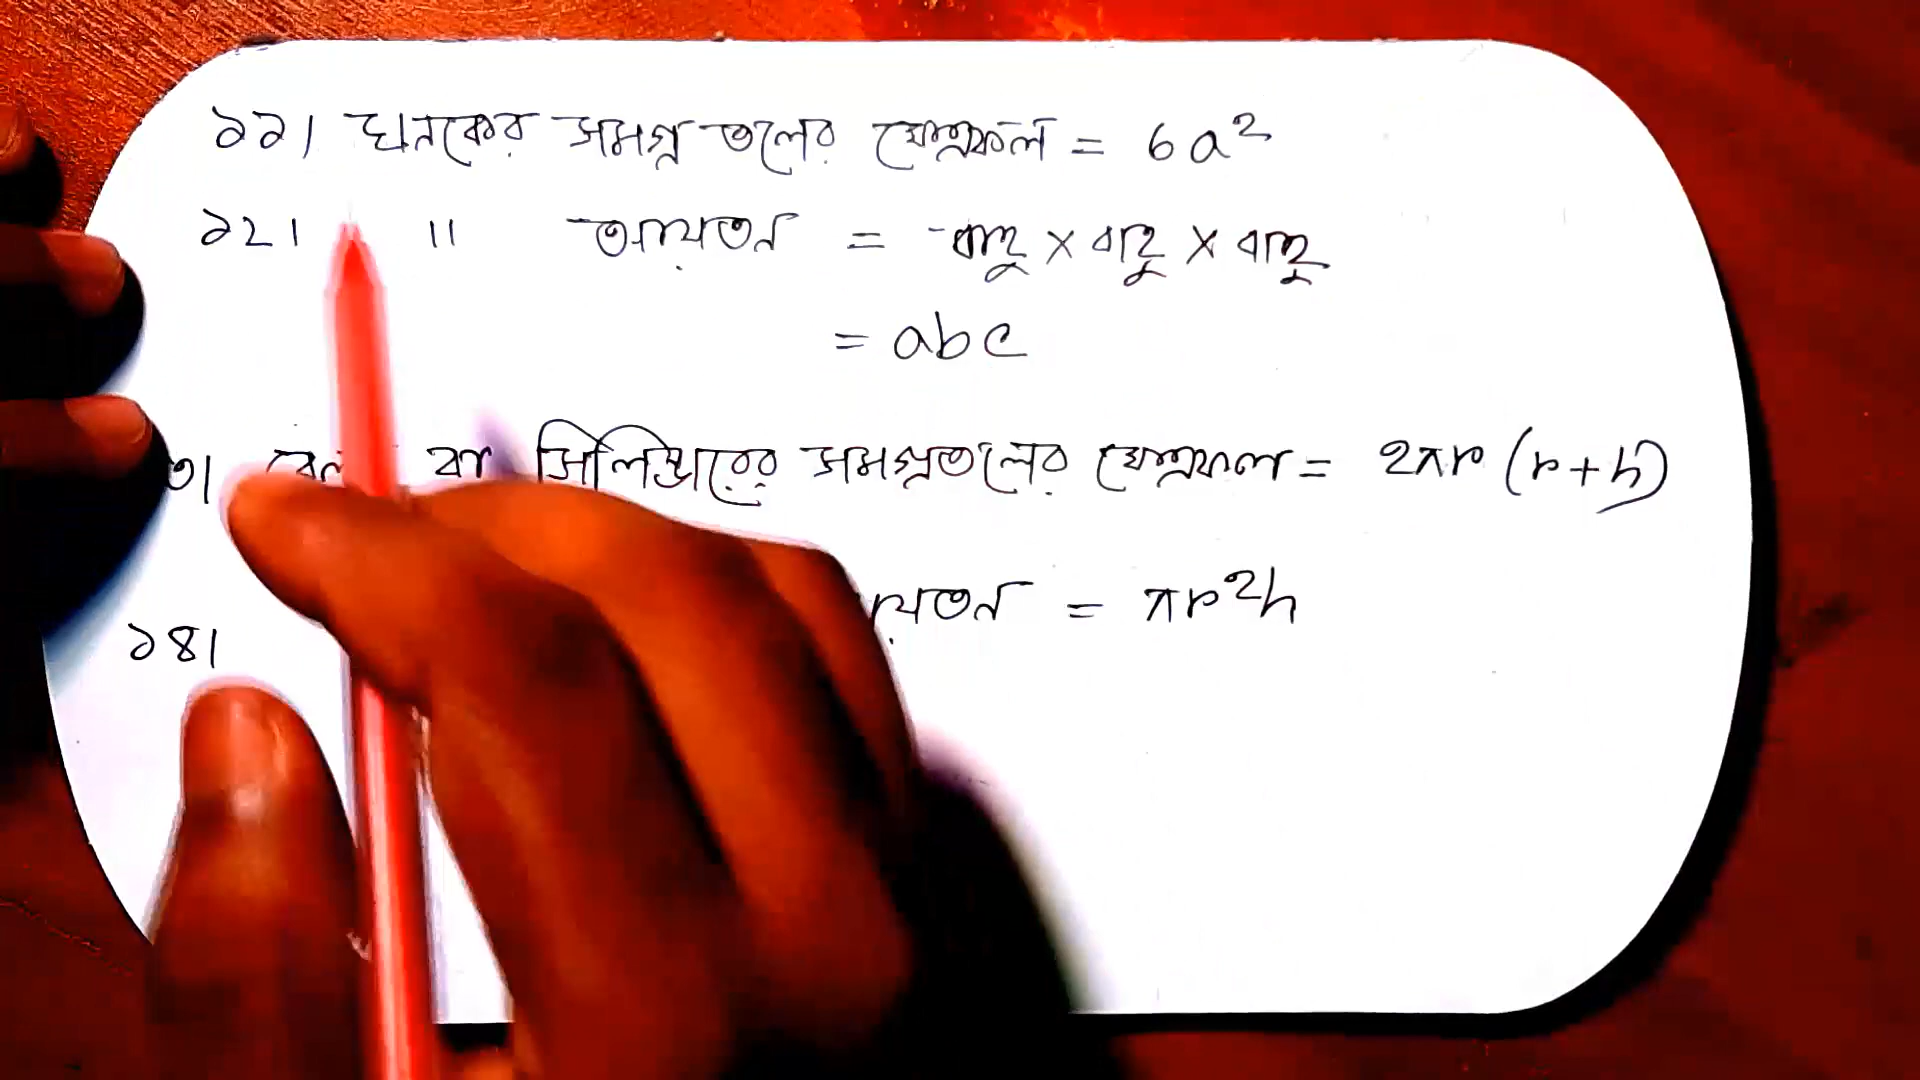 ১১। ঘনকের সমগ্র তলের ক্ষেত্রফল = 6a²
১২। " আয়তন = বাহু × বাহু × বাহু
= abc
৩। বা সিলিন্ডারের সমগ্রতলের ক্ষেত্রফল = 2πr (r+h)
১৪। য়তন = πr²h